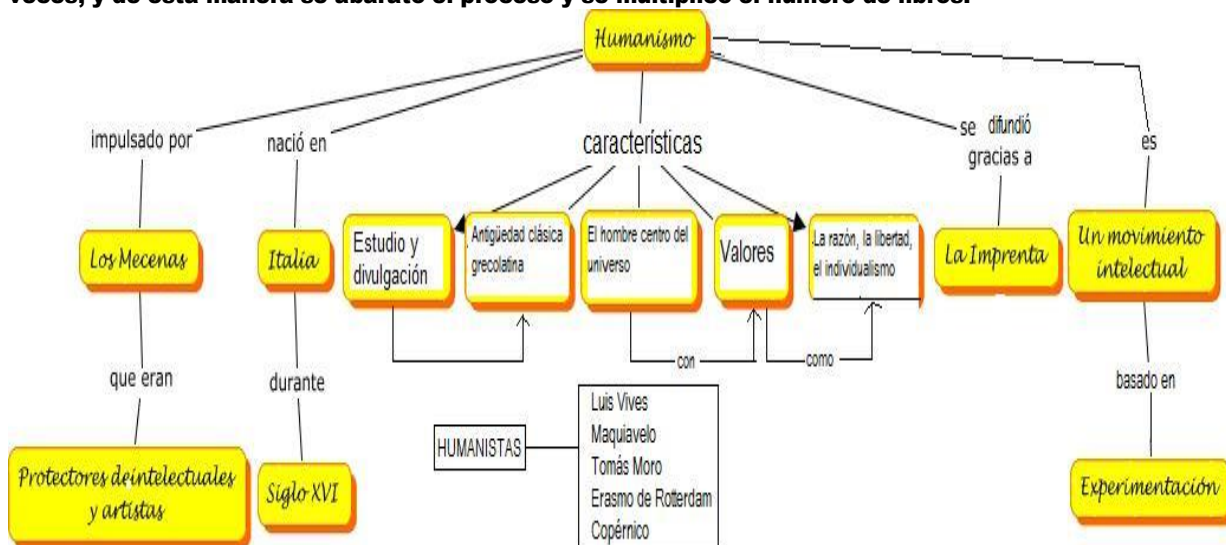 veces, y de esta manera se abarató el proceso y se multiplicó el número de libros.
Humanismo
impulsado por
nació en
características
se difundió
gracias a
es
Los Mecenas
Italia
Estudio y
divulgación
Antigüedad clásica
grecolatina
El hombre centro del
universo
Valores
La razón, la libertad,
el individualismo
La Imprenta
Un movimiento
intelectual
con
como
que eran
durante
basado en
Protectores deintelectuales
y artistas
Siglo XVI
HUMANISTAS
Luis Vives
Maquiavelo
Tomás Moro
Erasmo de Rotterdam
Copérnico
Experimentación